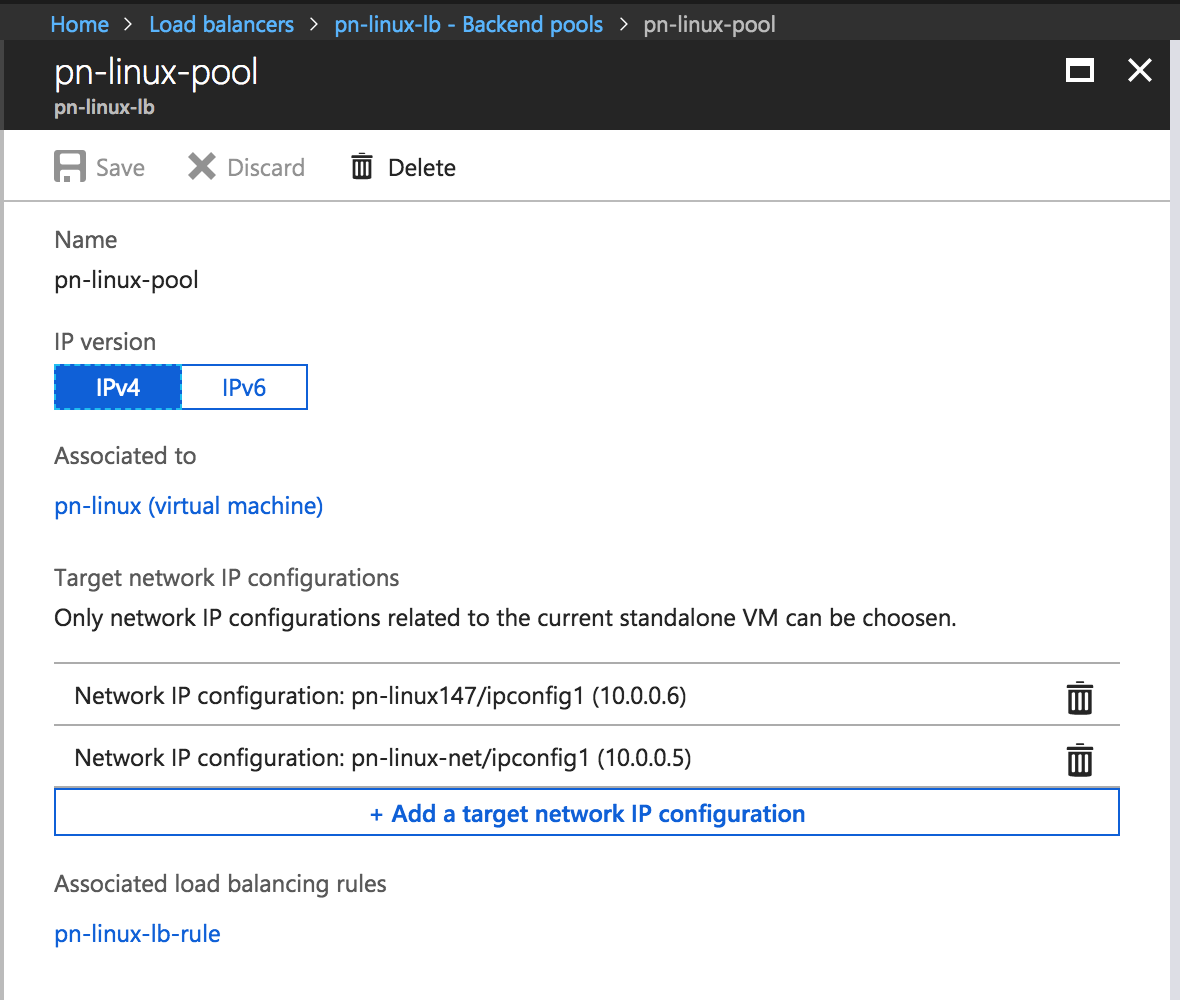 Home > Load balancers > pn-linux-lb - Backend pools > pn-linux-pool
pn-linux-pool
pn-linux-lb
Save Discard Delete
Name
pn-linux-pool
IP version
IPv4 IPv6
Associated to
pn-linux (virtual machine)
Target network IP configurations
Only network IP configurations related to the current standalone VM can be choosen.
Network IP configuration: pn-linux147/ipconfig1 (10.0.0.6)
Network IP configuration: pn-linux-net/ipconfig1 (10.0.0.5)
+ Add a target network IP configuration
Associated load balancing rules
pn-linux-lb-rule